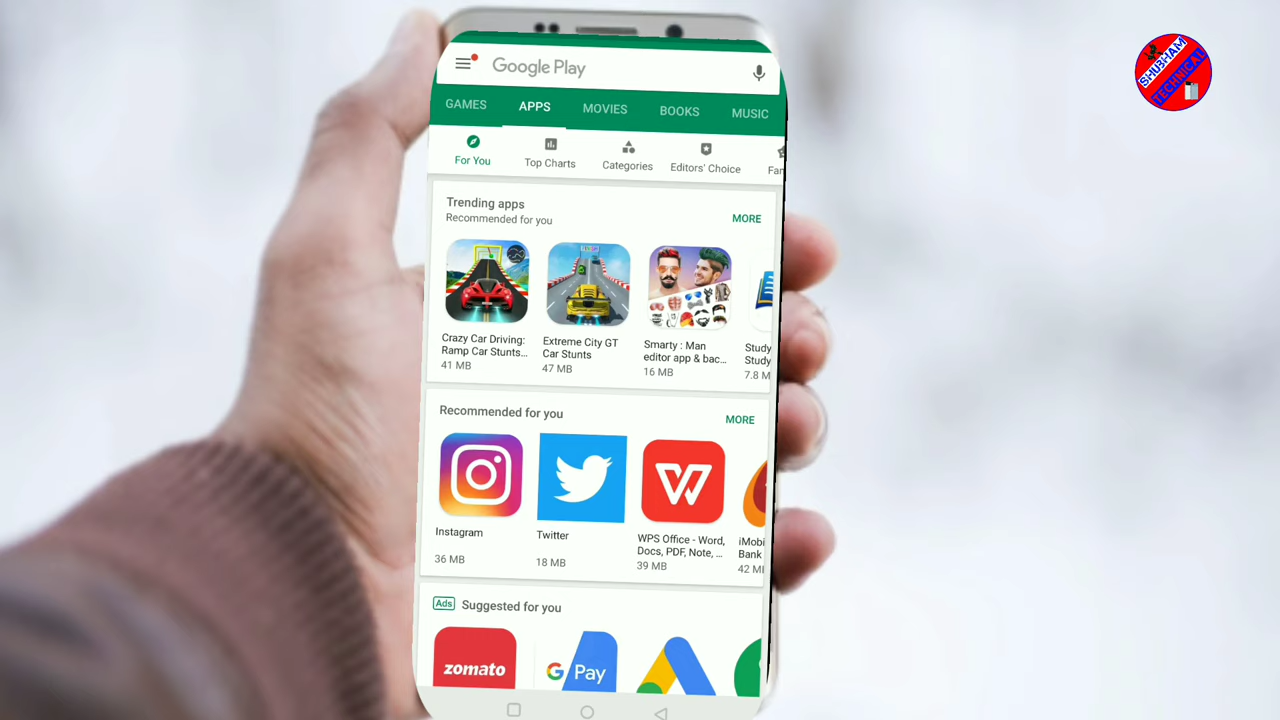 Google Play
GAMES APPS MOVIES BOOKS MUSIC
For You Top Charts Categories Editors' Choice
Trending apps
Recommended for you
MORE
Crazy Car Driving:
Ramp Car Stunts...
41 MB
Extreme City GT
Car Stunts
47 MB
Smarty : Man
editor app & bac...
16 MB
Study
Study
7.8 M
Recommended for you
MORE
Instagram
36 MB
Twitter
18 MB
WPS Office - Word,
Docs, PDF, Note, ...
39 MB
iMobi
Bank
42 M
Ads Suggested for you
zomato
G Pay
SHUBHAM
TECHNICAL